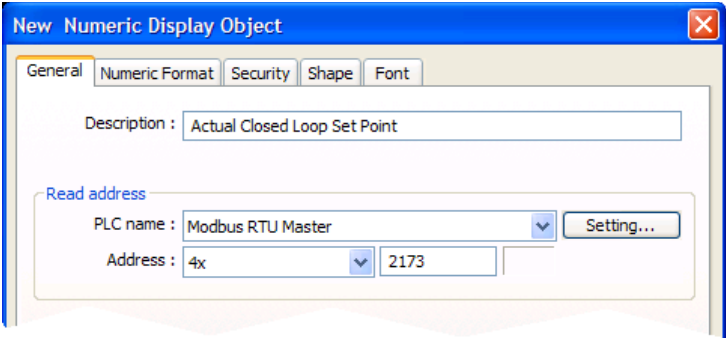 New Numeric Display Object
General Numeric Format Security Shape Font
Description : Actual Closed Loop Set Point
Read address
PLC name : Modbus RTU Master Setting...
Address : 4x 2173